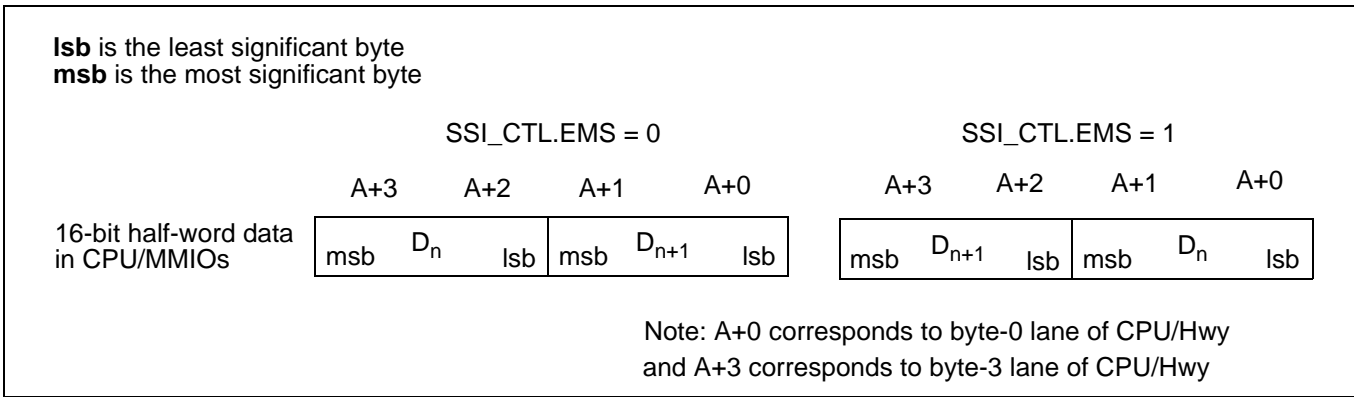 lsb is the least significant byte
msb is the most significant byte
SSI_CTL.EMS = 0 SSI_CTL.EMS = 1
A+3 A+2 A+1 A+0 A+3 A+2 A+1 A+0
16-bit half-word data
in CPU/MMIOs
msb Dn lsb msb Dn+1 lsb msb Dn+1 lsb msb Dn lsb
Note: A+0 corresponds to byte-0 lane of CPU/Hwy
and A+3 corresponds to byte-3 lane of CPU/Hwy